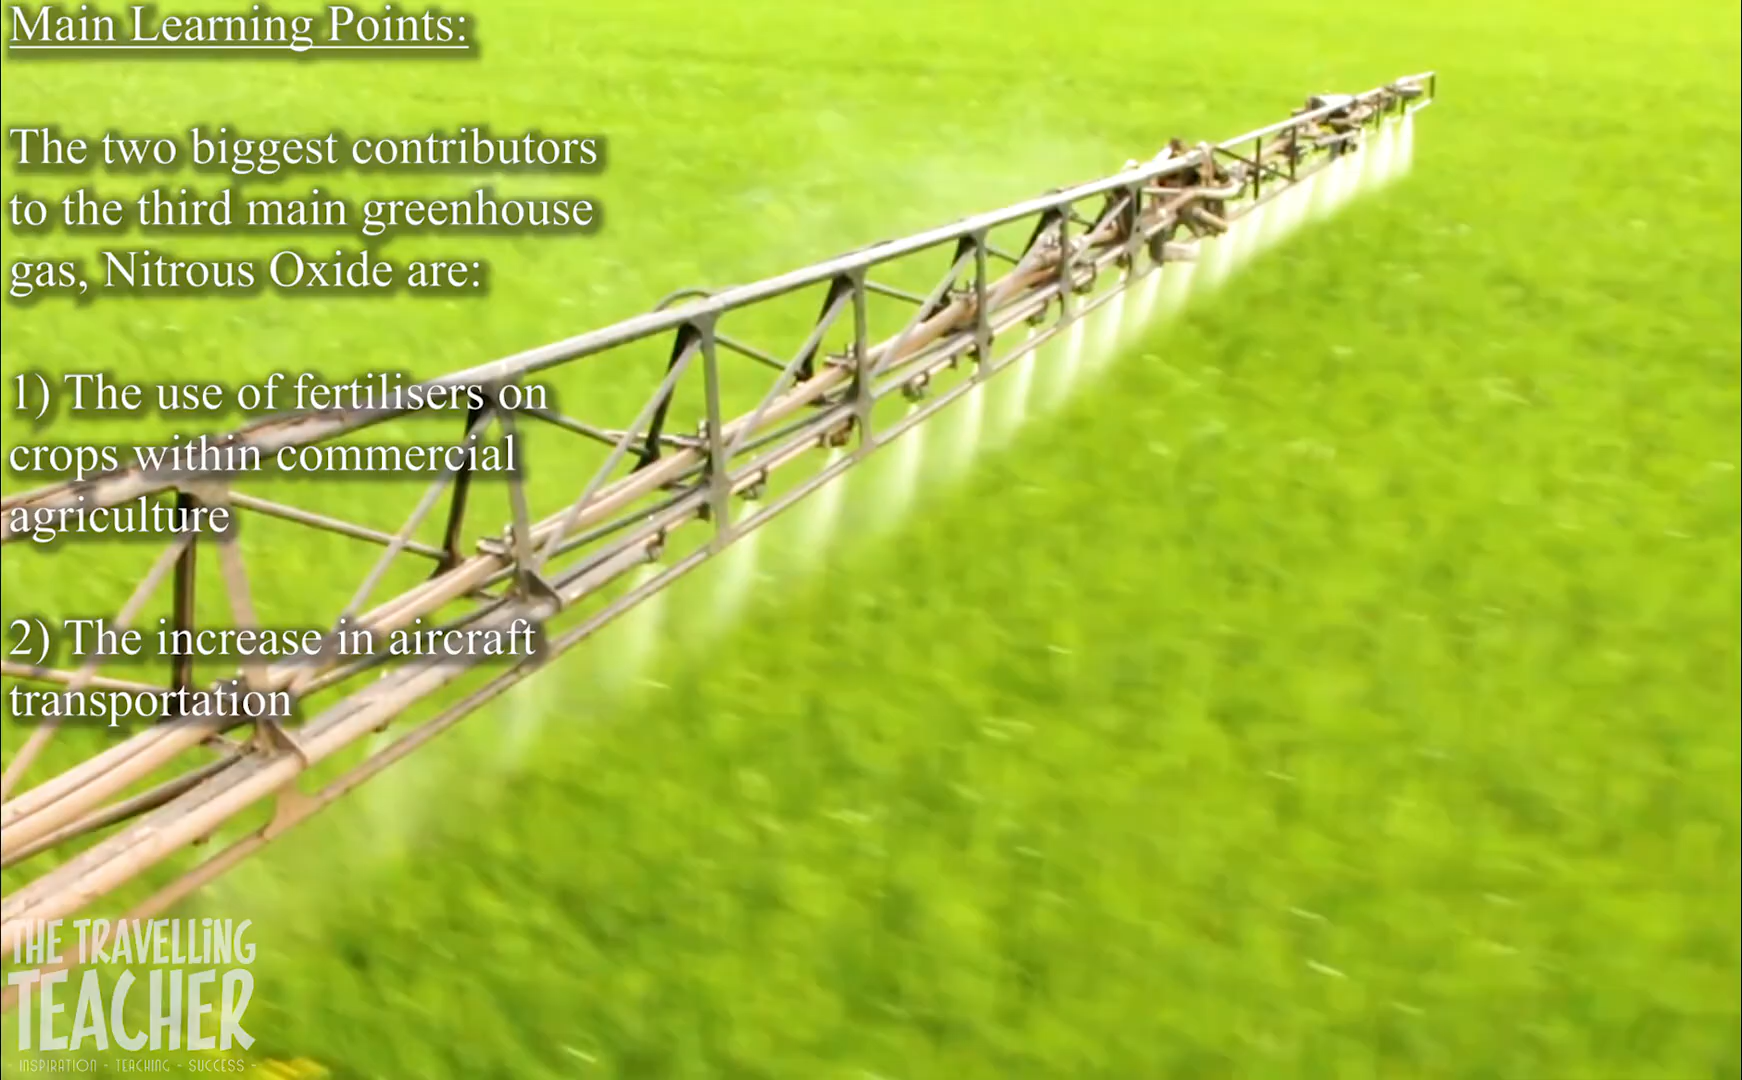 Main Learning Points:
The two biggest contributors
to the third main greenhouse
gas, Nitrous Oxide are:
1) The use of fertilisers on
crops within commercial
agriculture
2) The increase in aircraft
transportation
THE TRAVELLING
TEACHER
- INSPIRATION - TEACHING - SUCCESS -